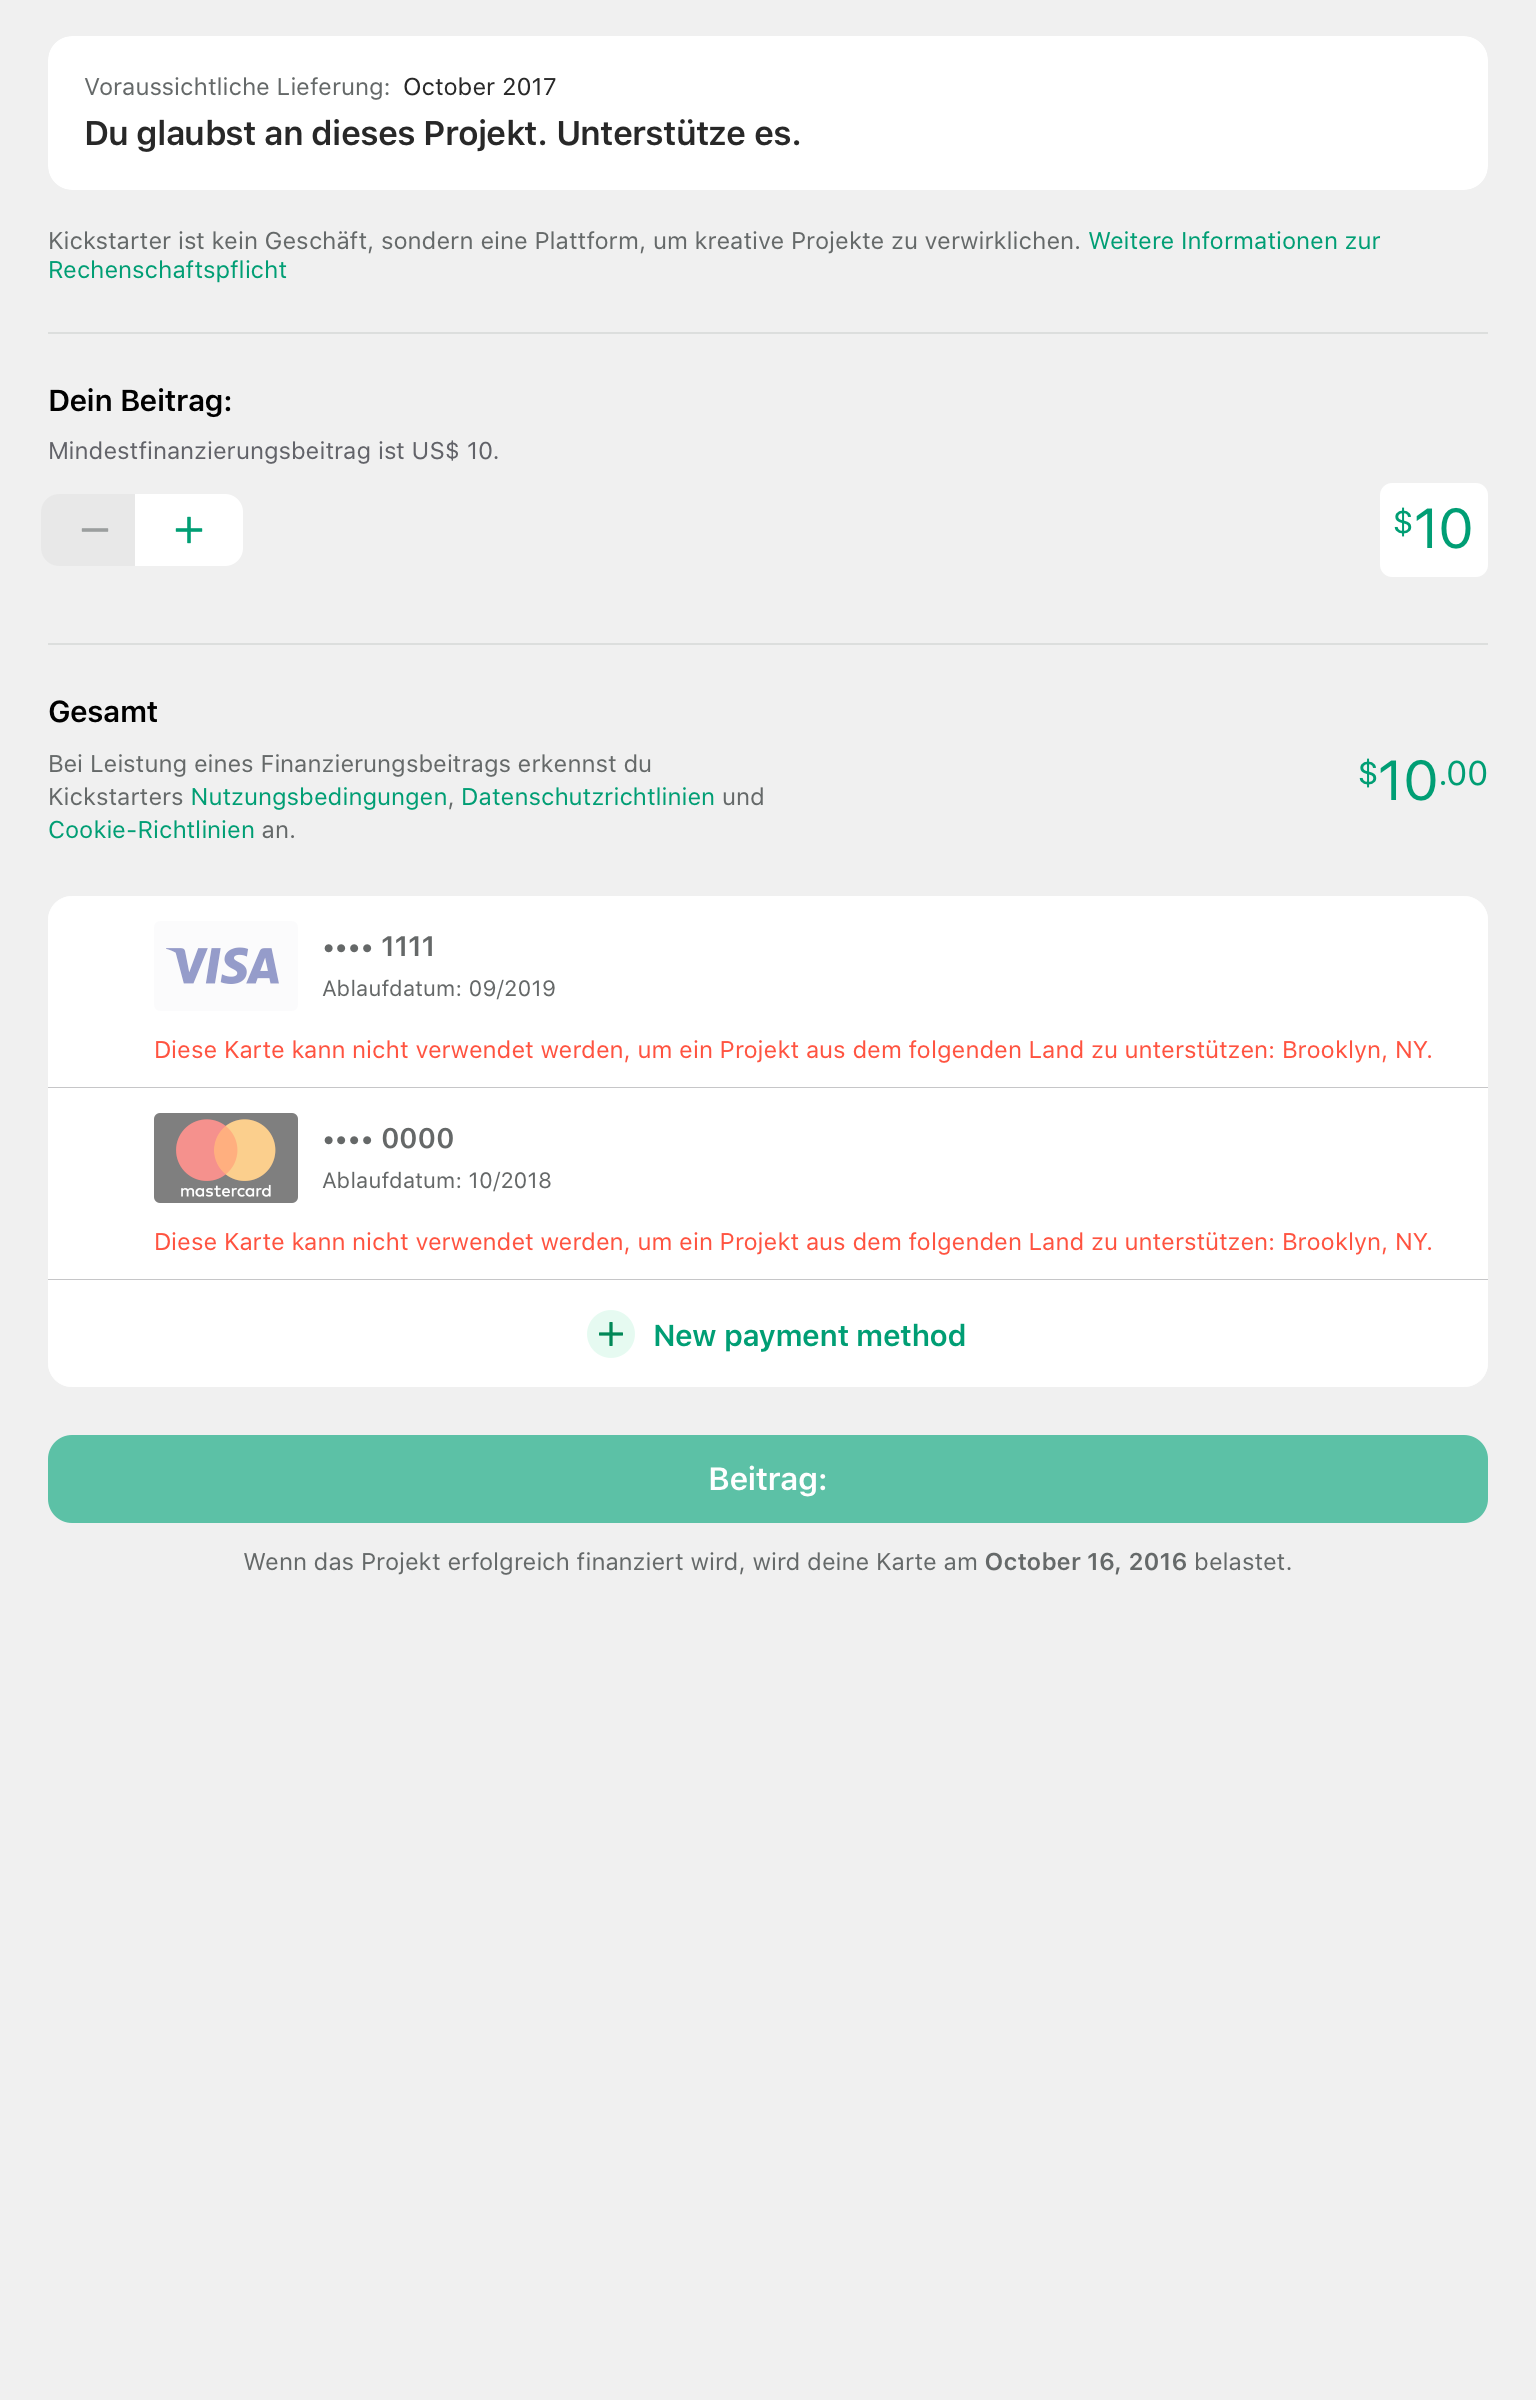 Voraussichtliche Lieferung: October 2017
Du glaubst an dieses Projekt. Unterstütze es.
Kickstarter ist kein Geschäft, sondern eine Plattform, um kreative Projekte zu verwirklichen. Weitere Informationen zur
Rechenschaftspflicht
Dein Beitrag:
Mindestfinanzierungsbeitrag ist US$ 10.
$10
Gesamt
Bei Leistung eines Finanzierungsbeitrags erkennst du
Kickstarters Nutzungsbedingungen, Datenschutzrichtlinien und
Cookie-Richtlinien an.
$10.00
VISA
•••• 1111
Ablaufdatum: 09/2019
Diese Karte kann nicht verwendet werden, um ein Projekt aus dem folgenden Land zu unterstützen: Brooklyn, NY.
mastercard
•••• 0000
Ablaufdatum: 10/2018
Diese Karte kann nicht verwendet werden, um ein Projekt aus dem folgenden Land zu unterstützen: Brooklyn, NY.
New payment method
Beitrag:
Wenn das Projekt erfolgreich finanziert wird, wird deine Karte am October 16, 2016 belastet.